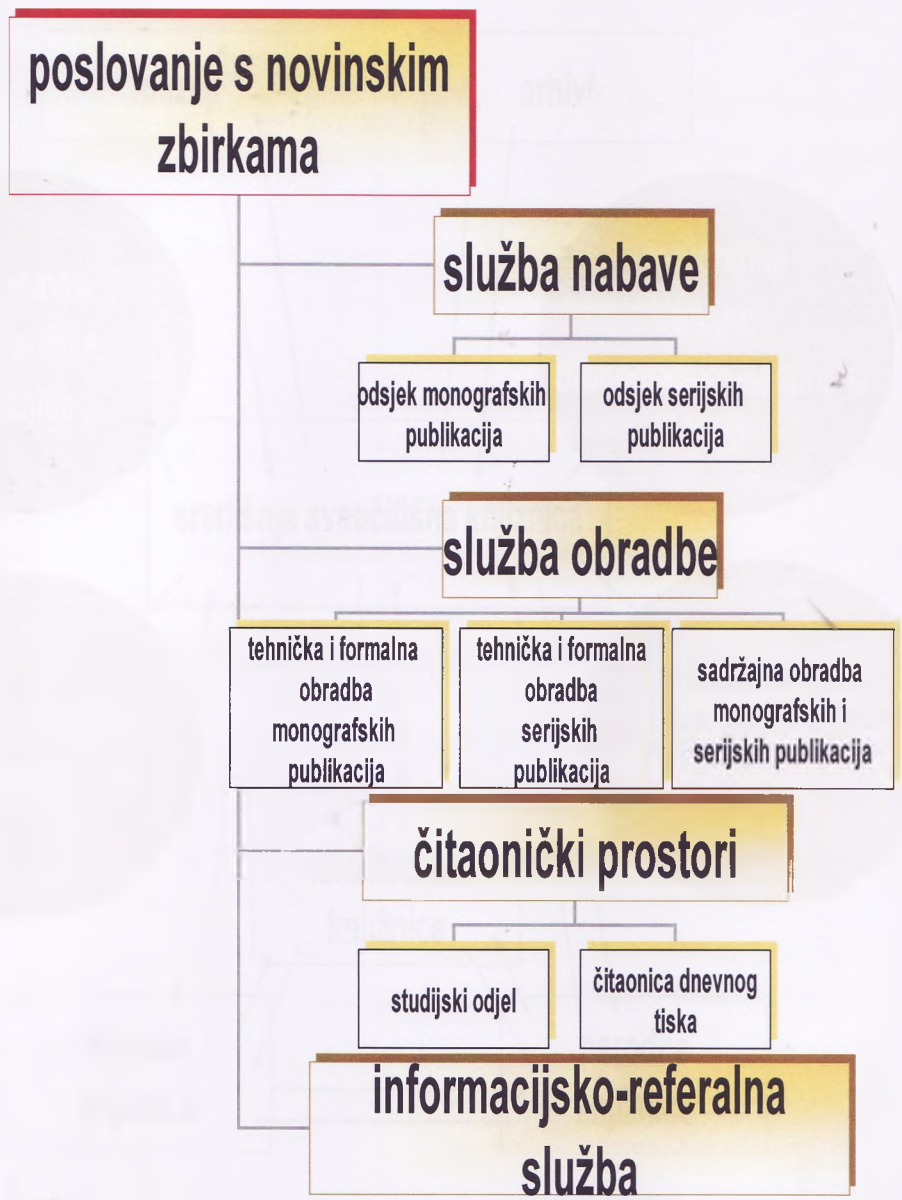 poslovanje s novinskim
zbirkama
služba nabave
odsjek monografskih
publikacija
odsjek serijskih
publikacija
služba obradbe
tehnička i formalna
obradba
monografskih
publikacija
tehnička i formalna
obradba
serijskih
publikacija
sadržajna obradba
monografskih i
serijskih publikacija
čitaonički prostori
studijski odjel
čitaonica dnevnog
tiska
informacijsko-referalna
služba